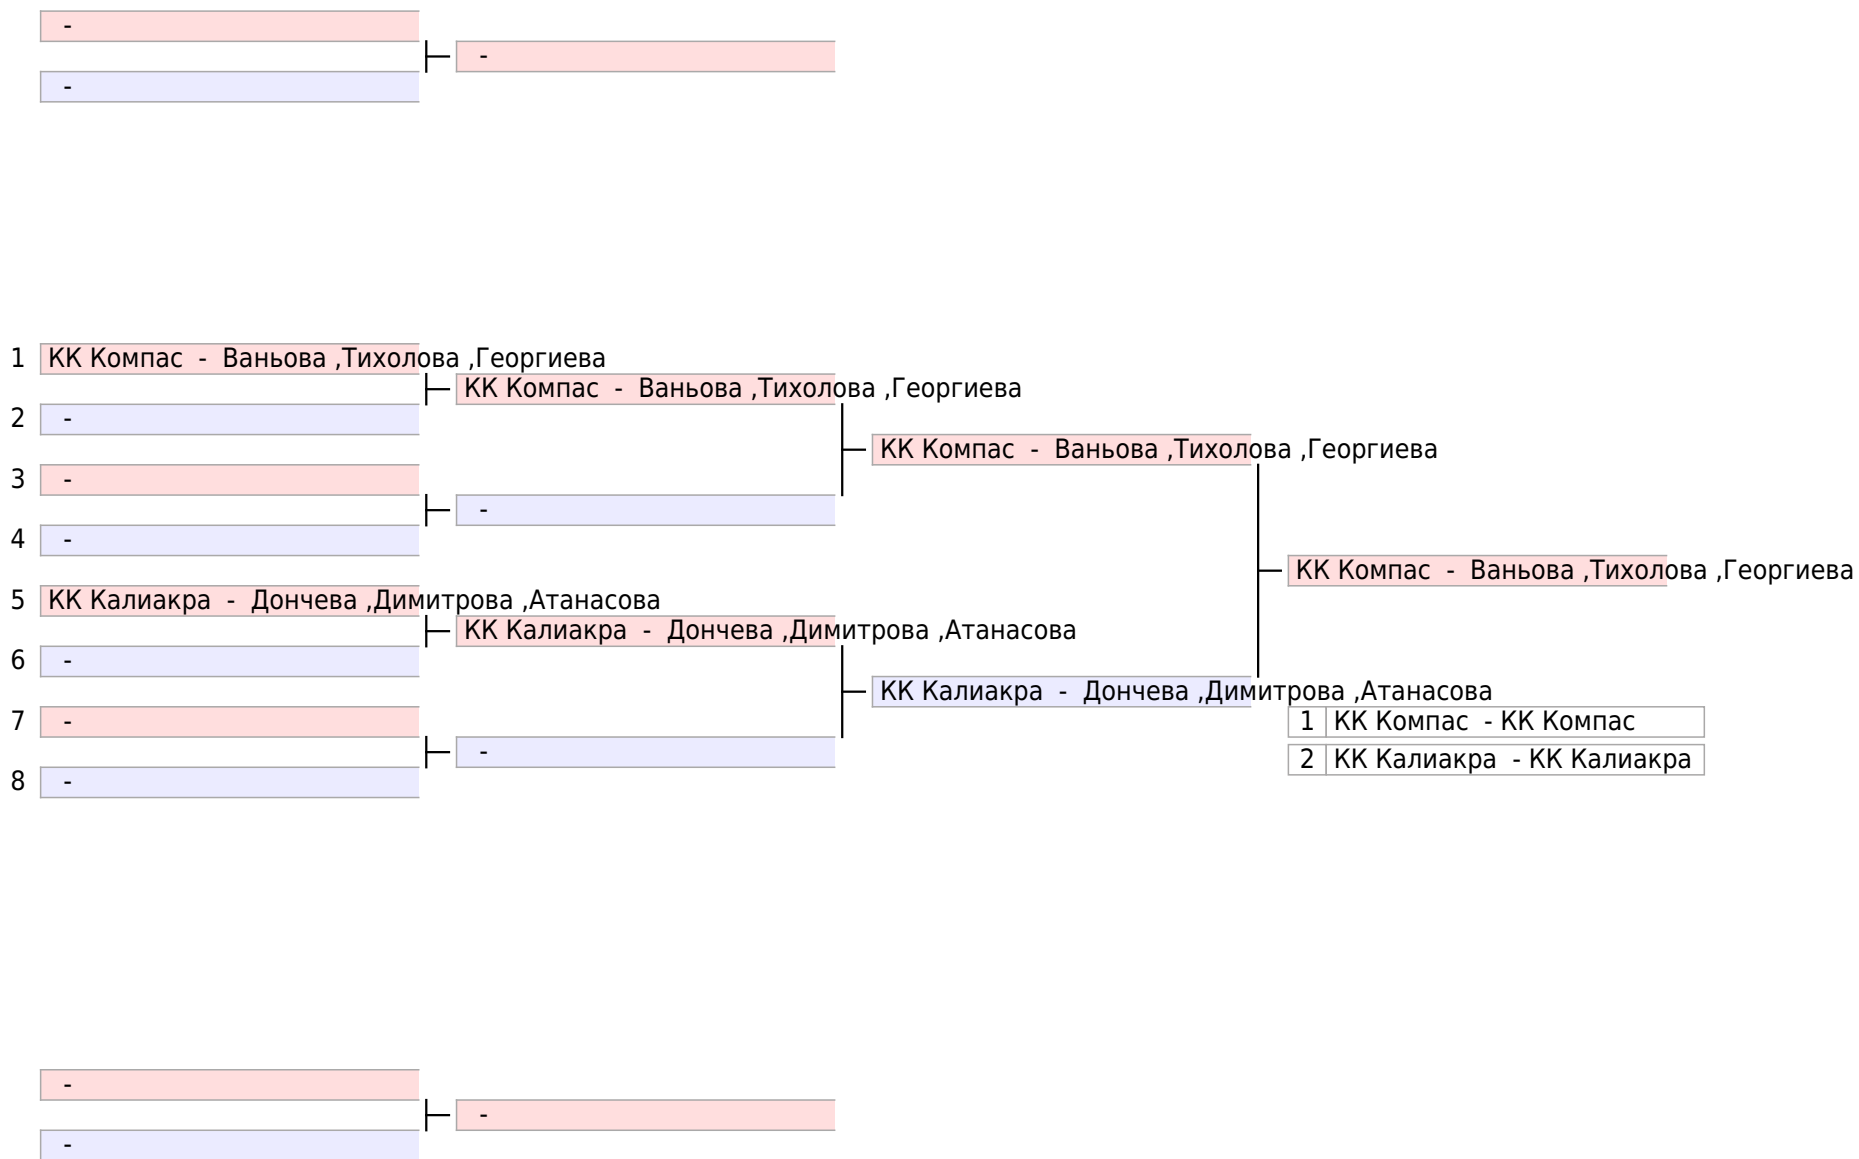 -
-
-
1 КК Компас - Ваньова ,Тихолова ,Георгиева
КК Компас - Ваньова ,Тихолова ,Георгиева
2 -
КК Компас - Ваньова ,Тихолова ,Георгиева
3 -
-
4 -
КК Компас - Ваньова ,Тихолова ,Георгиева
5 КК Калиакра - Дончева ,Димитрова ,Атанасова
КК Калиакра - Дончева ,Димитрова ,Атанасова
6 -
КК Калиакра - Дончева ,Димитрова ,Атанасова
7 -
1 КК Компас - КК Компас
-
2 КК Калиакра - КК Калиакра
8 -
-
-
-